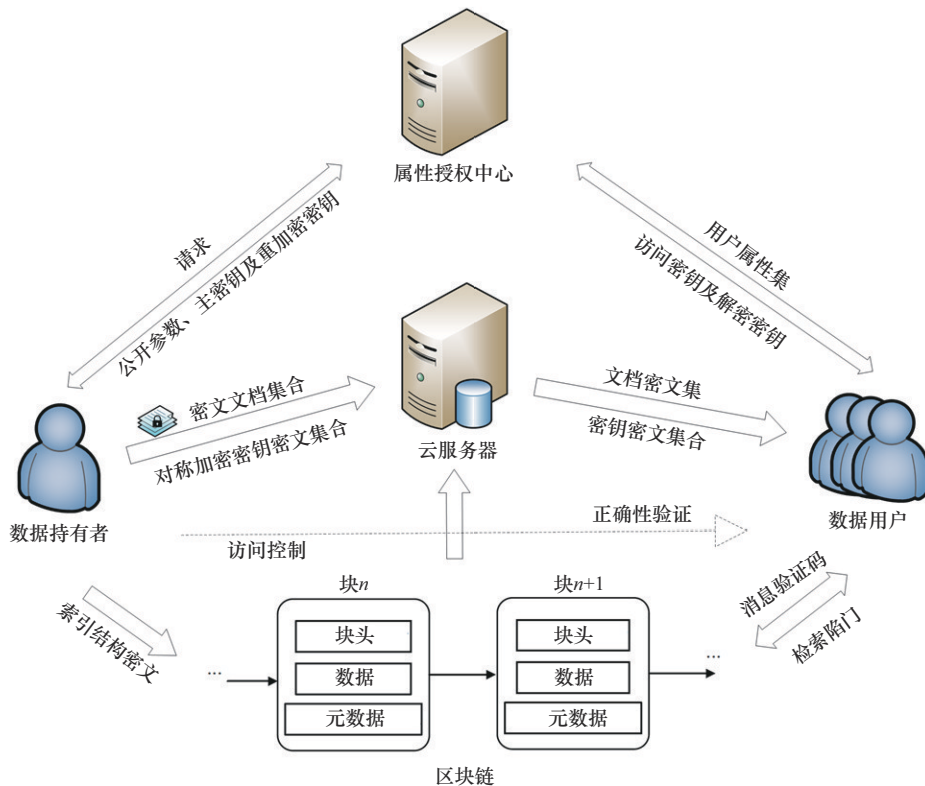 属性授权中心
请求
公开参数、主密钥及重加密密钥
用户属性集
访问密钥及解密密钥
密文文档集合
对称加密密钥密文集合
云服务器
文档密文集
密钥密文集合
数据持有者
数据用户
正确性验证
访问控制
索引结构密文
消息验证码
检索陷门
块n
块n+1
...
块头
数据
元数据
块头
数据
元数据
...
区块链